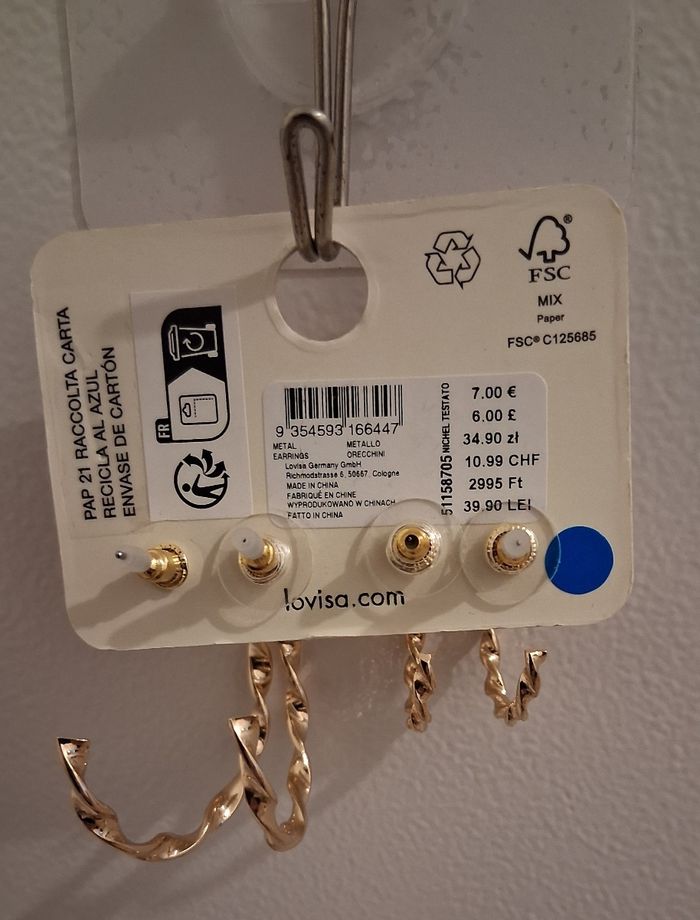 FSC®
MIX
Paper
FSC® C125685
PAP 21 RACCOLTA CARTA
RECICLA AL AZUL
ENVASE DE CARTÓN
FR
9 354593 166447
METAL METALLO
EARRINGS ORECCHINI
Lovisa Germany GmbH
Richmodstrasse 6, 50667, Cologne
MADE IN CHINA
FABRIQUÉ EN CHINE
WYPRODUKOWANO W CHINACH
FATTO IN CHINA
51158705 NICHEL TESTATO
7.00 €
6.00 £
34.90 zł
10.99 CHF
2995 Ft
39.90 LEI
lovisa.com